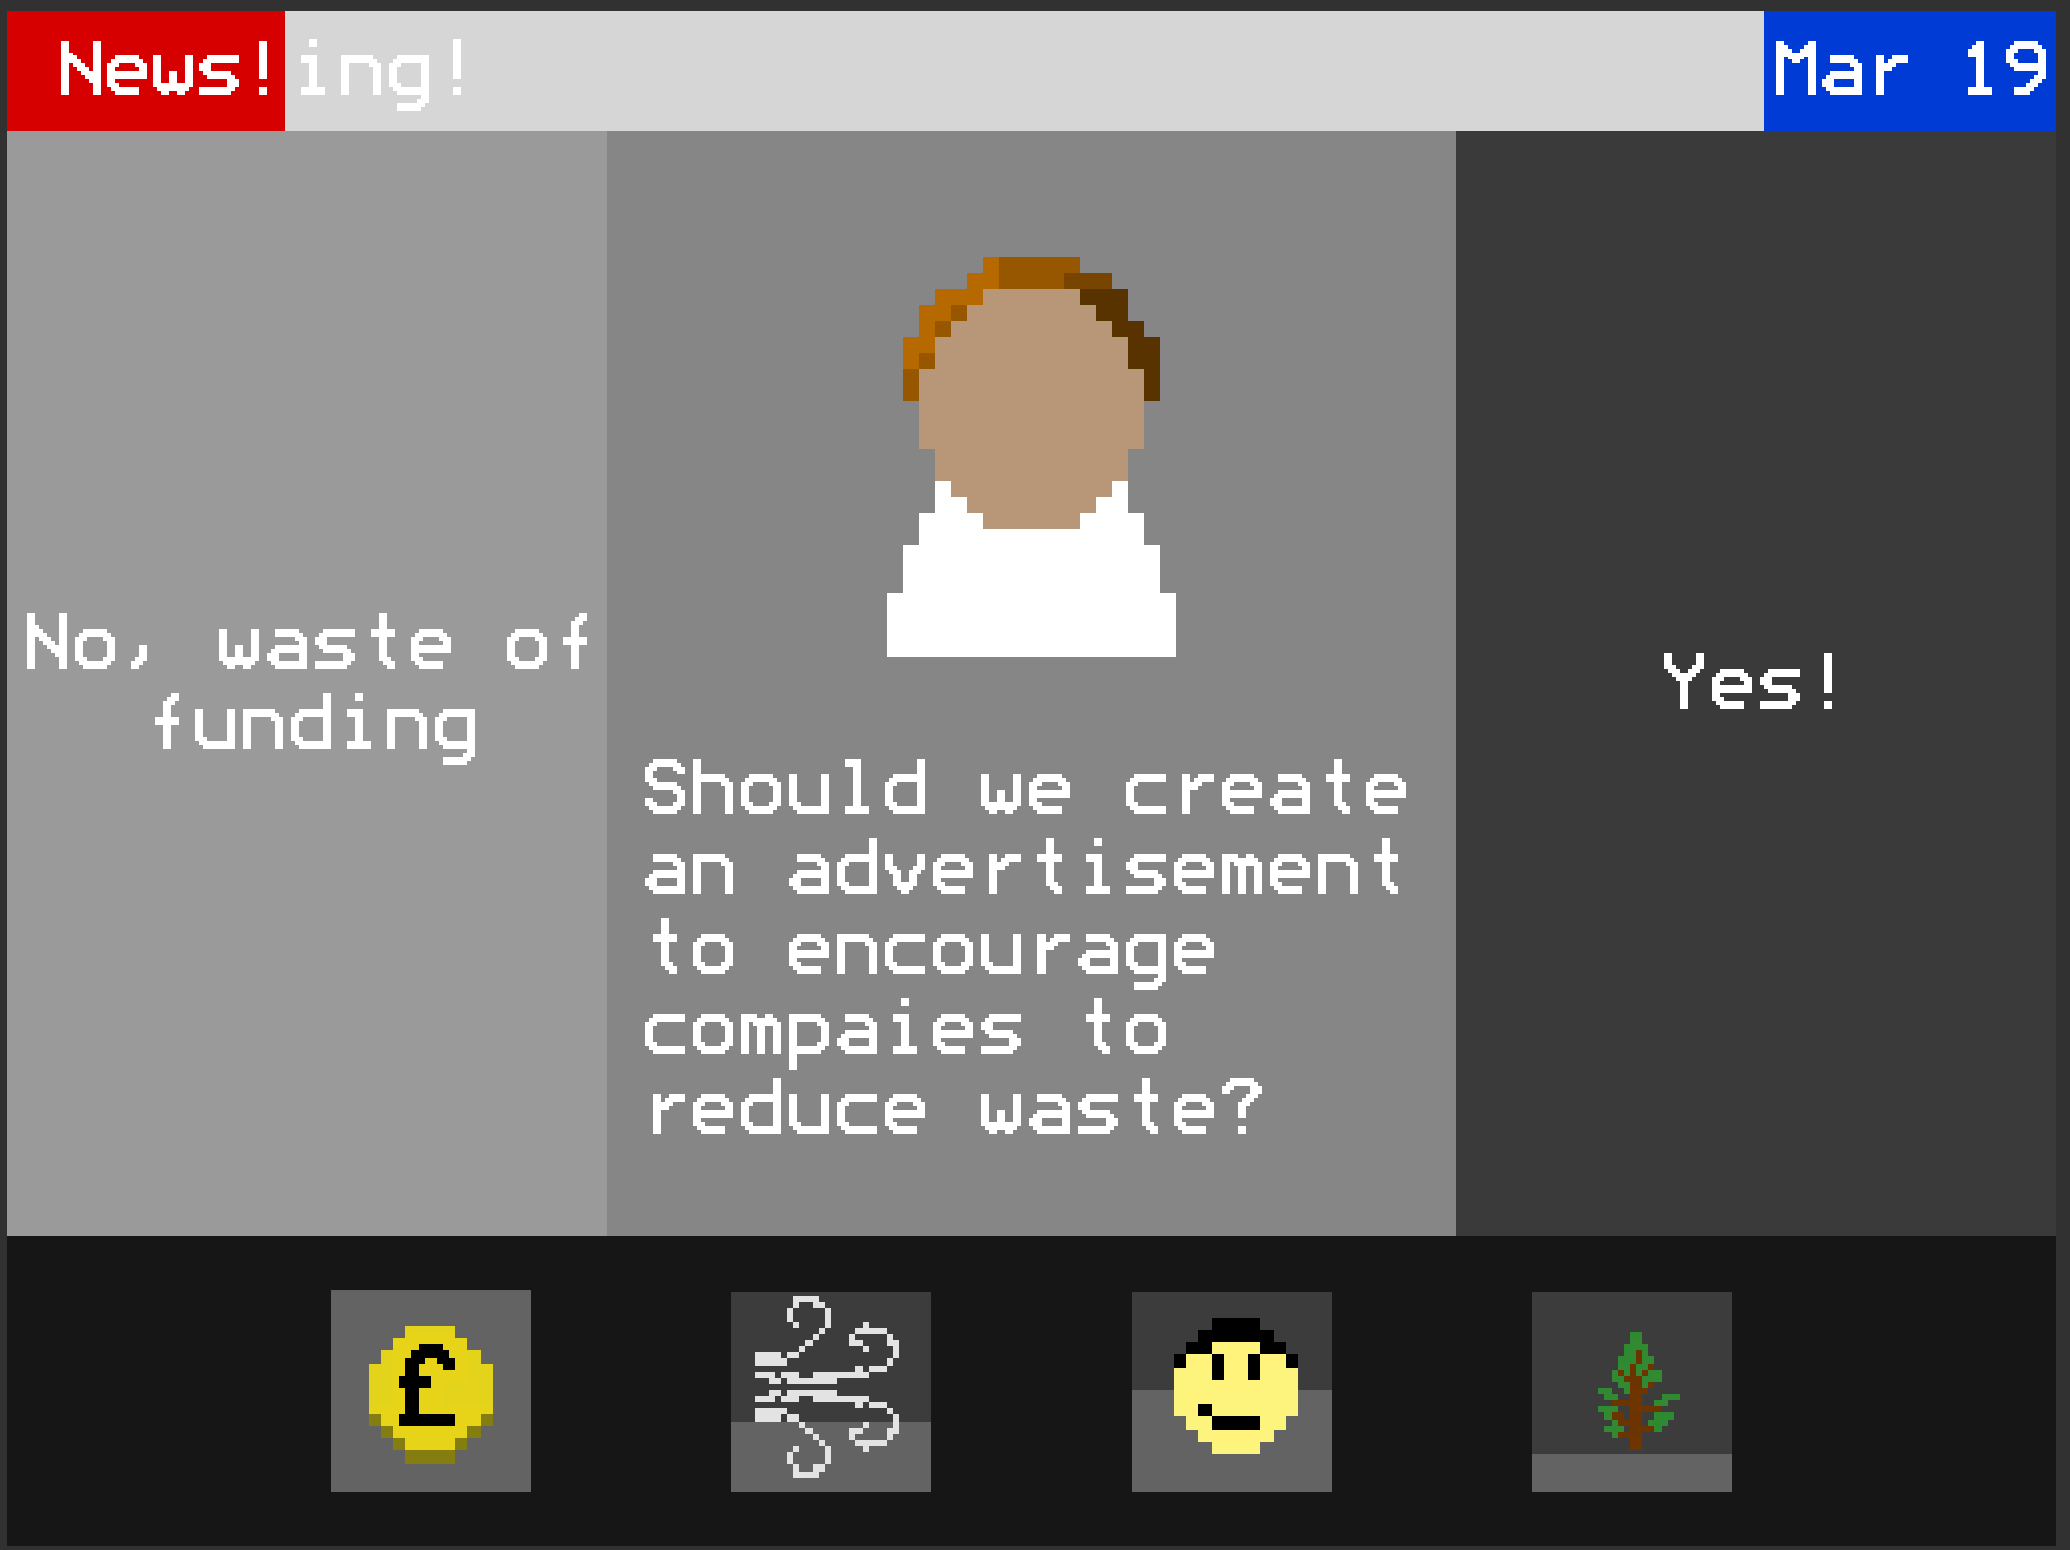 News!
ing!
Mar 19
No, waste of
funding
Should we create
an advertisement
to encourage
compaies to
reduce waste?
Yes!
£